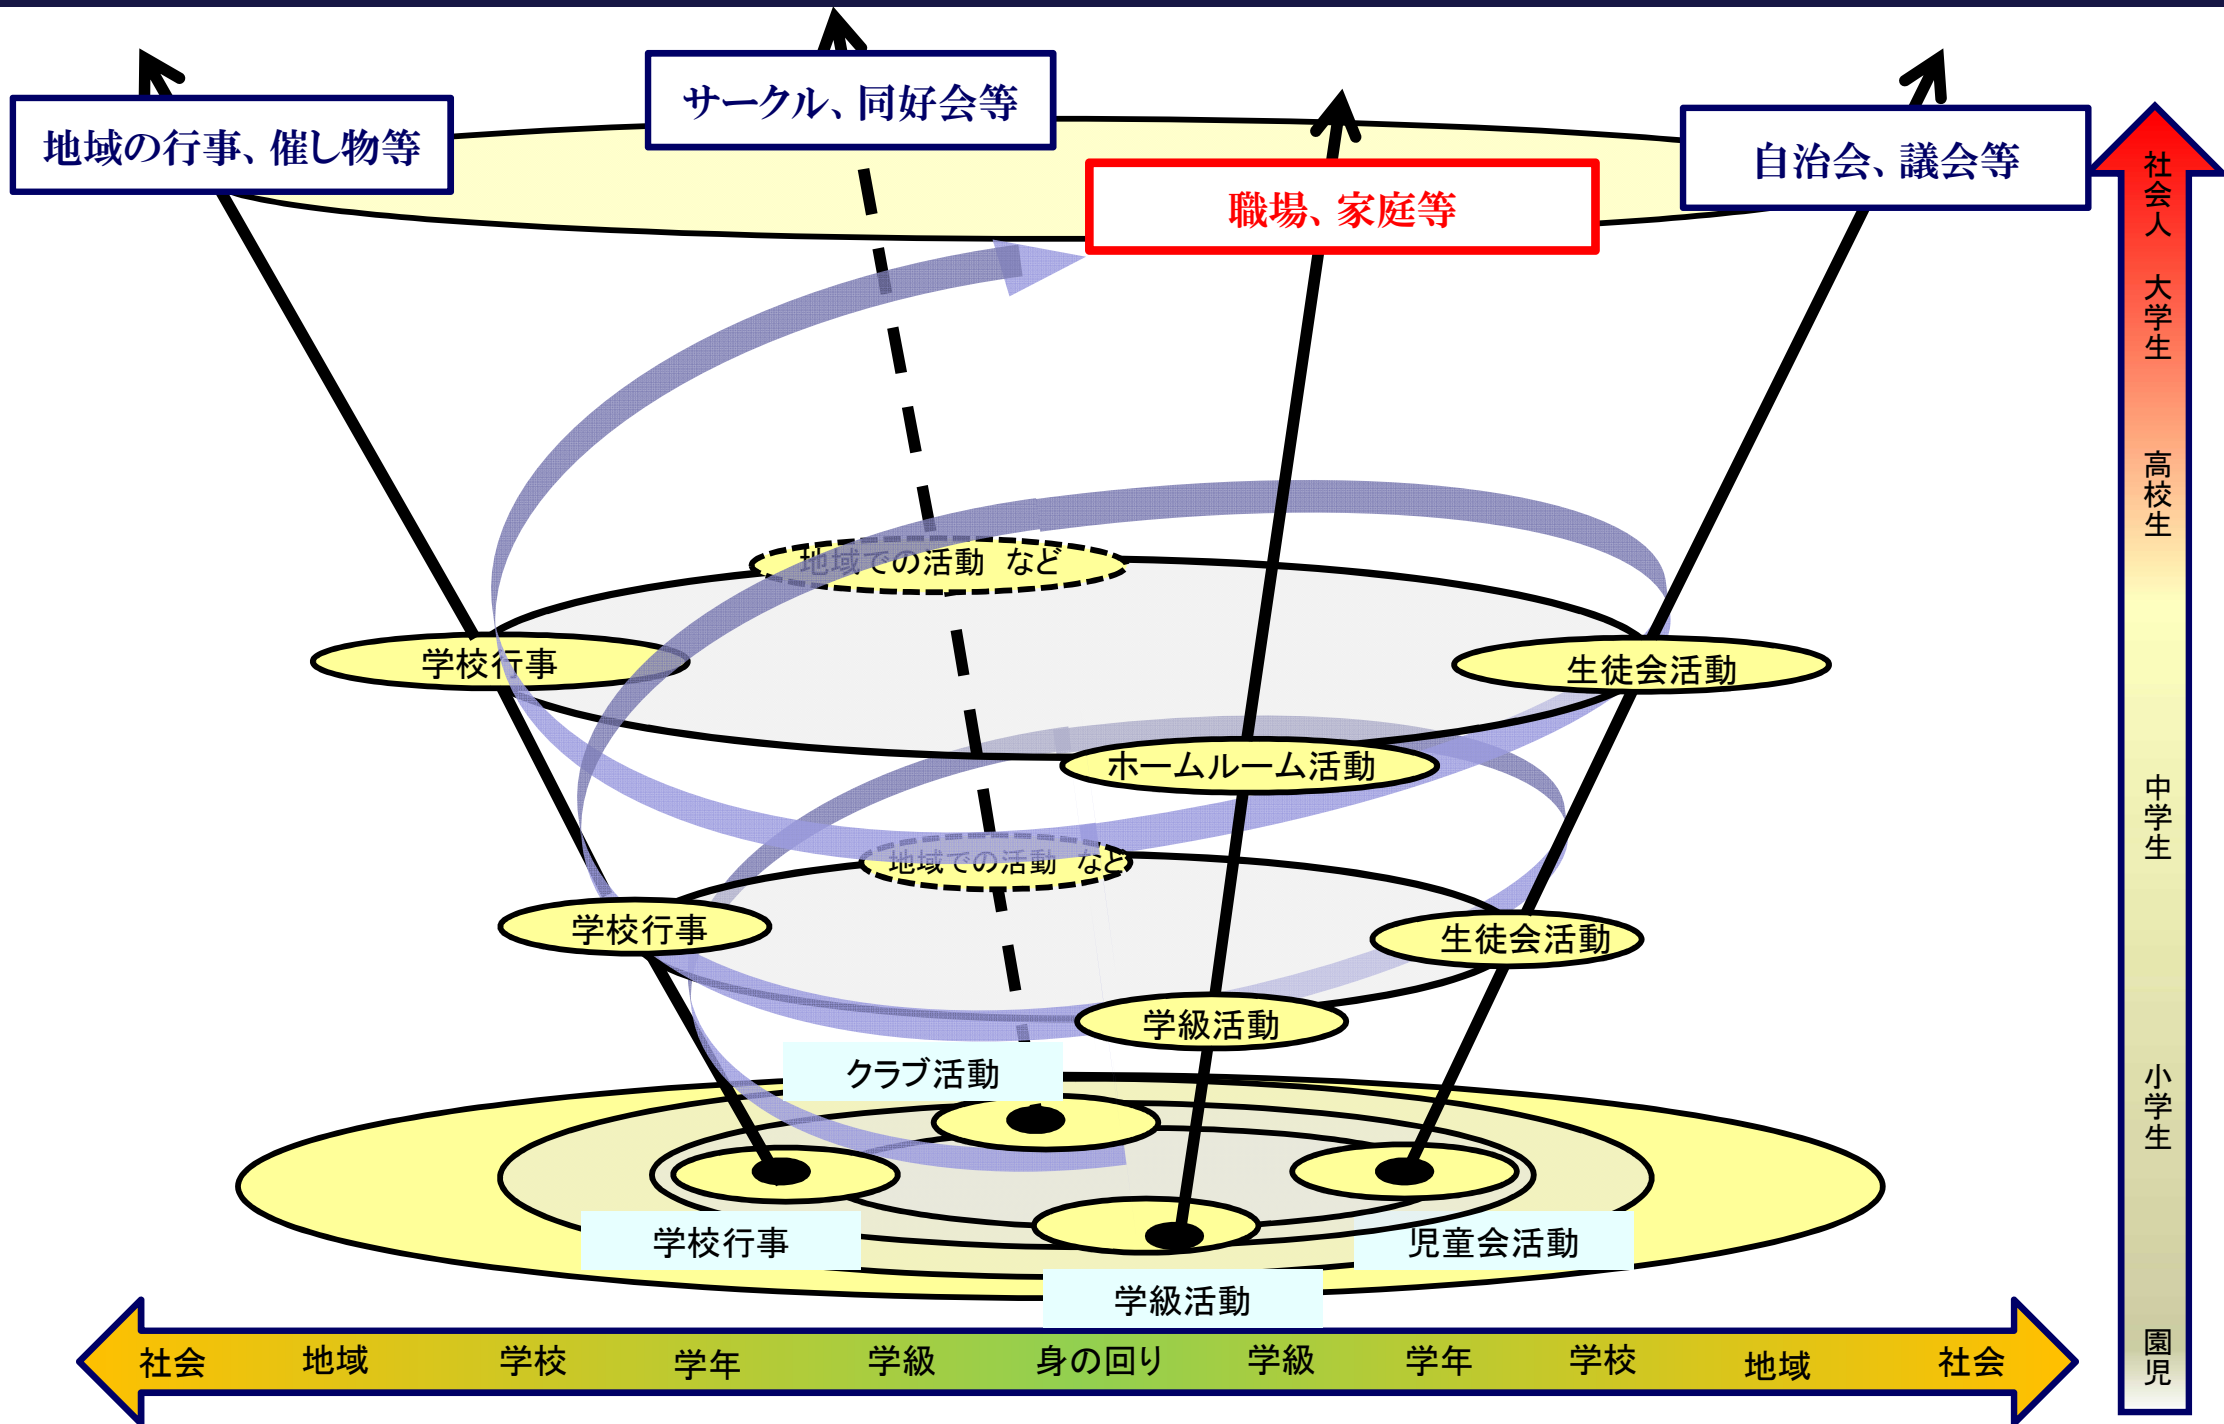 サークル、同好会等
地域の行事、催し物等
自治会、議会等
職場、家庭等
社会人
大学生
高校生
中学生
小学生
園児
地域での活動 など
学校行事
生徒会活動
ホームルーム活動
地域での活動 など
学校行事
生徒会活動
学級活動
クラブ活動
学校行事
児童会活動
学級活動
社会 地域 学校 学年 学級 身の回り 学級 学年 学校 地域 社会